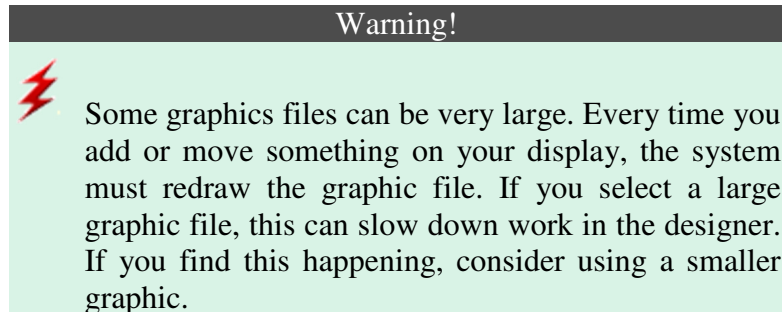 Warning!
Some graphics files can be very large. Every time you
add or move something on your display, the system
must redraw the graphic file. If you select a large
graphic file, this can slow down work in the designer.
If you find this happening, consider using a smaller
graphic.